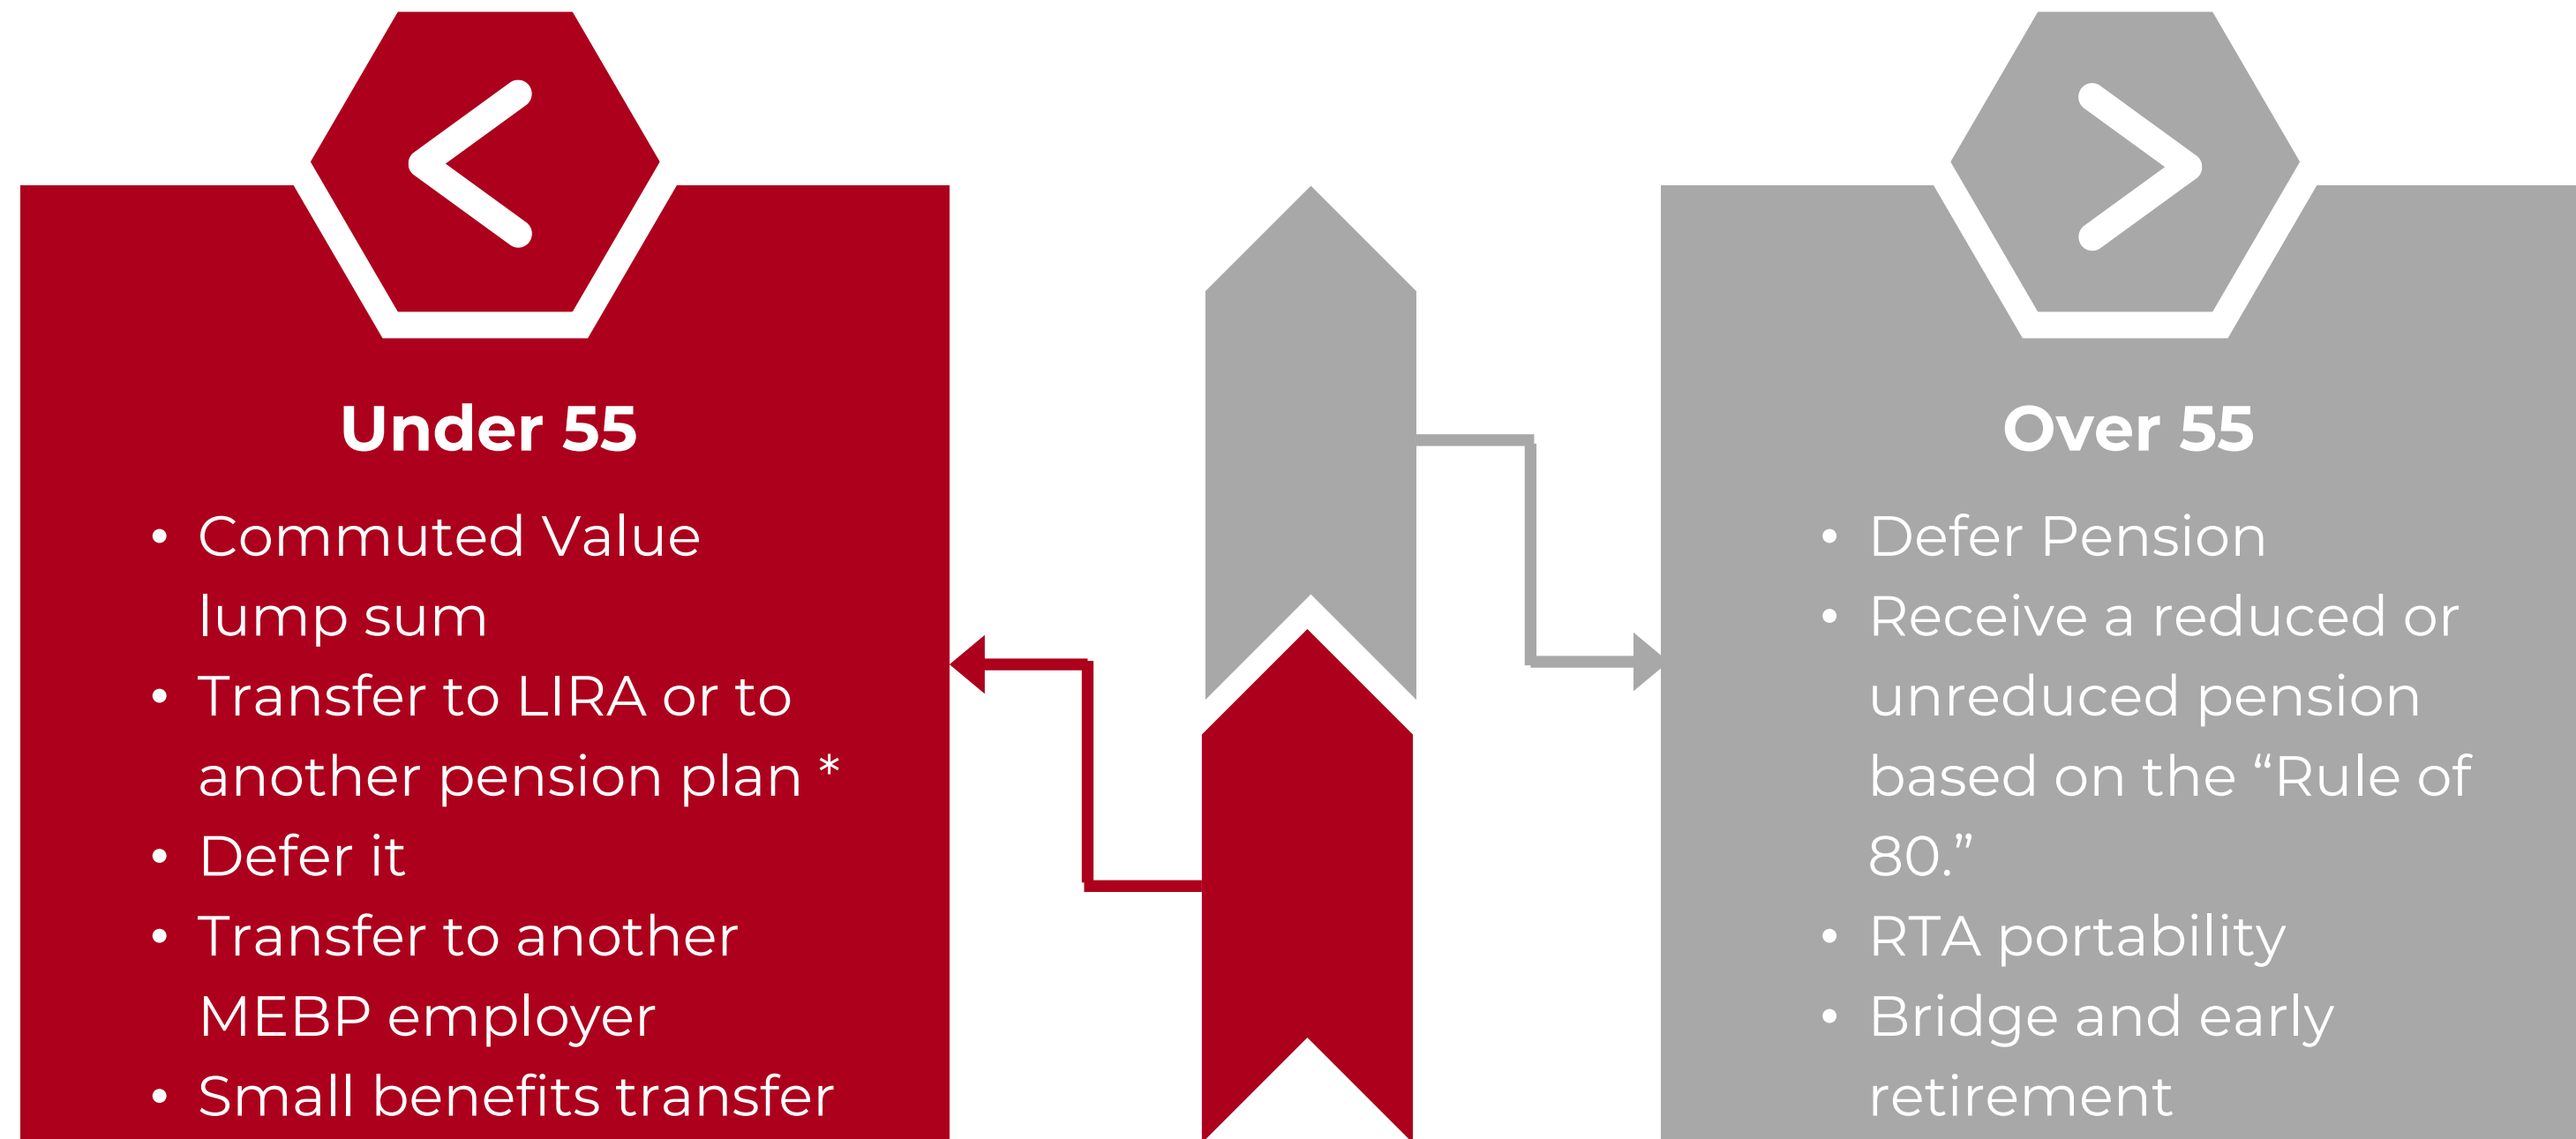 Under 55
• Commuted Value
lump sum
• Transfer to LIRA or to
another pension plan *
• Defer it
• Transfer to another
MEBP employer
• Small benefits transfer
Over 55
• Defer Pension
• Receive a reduced or
unreduced pension
based on the “Rule of
80.”
• RTA portability
• Bridge and early
retirement